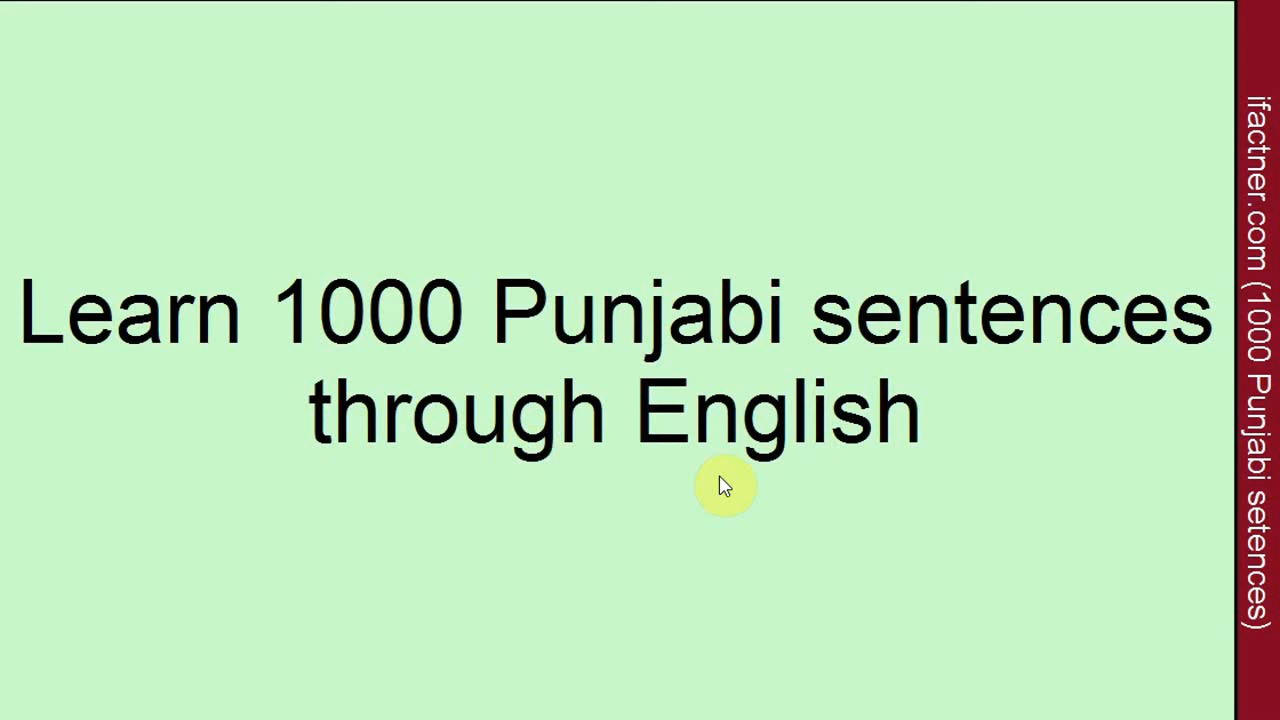 Learn 1000 Punjabi sentences
through English
ifactner.com (1000 Punjabi setences)